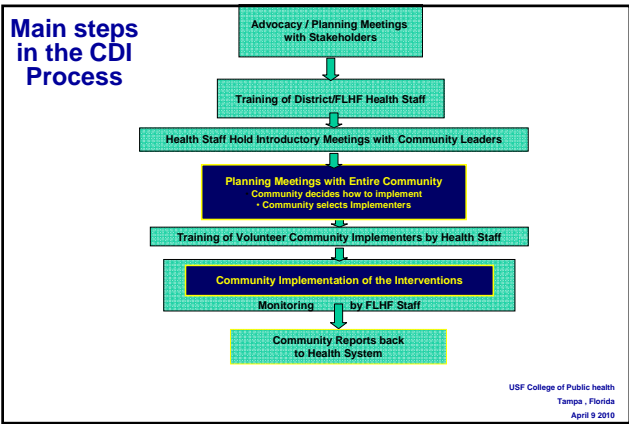 Main steps
in the CDI
Process
Advocacy / Planning Meetings
with Stakeholders
Training of District/FLHF Health Staff
Health Staff Hold Introductory Meetings with Community Leaders
Planning Meetings with Entire Community
Community decides how to implement
• Community selects Implementers
Training of Volunteer Community Implementers by Health Staff
Community Implementation of the Interventions
Monitoring by FLHF Staff
Community Reports back
to Health System
USF College of Public health
Tampa , Florida
April 9 2010